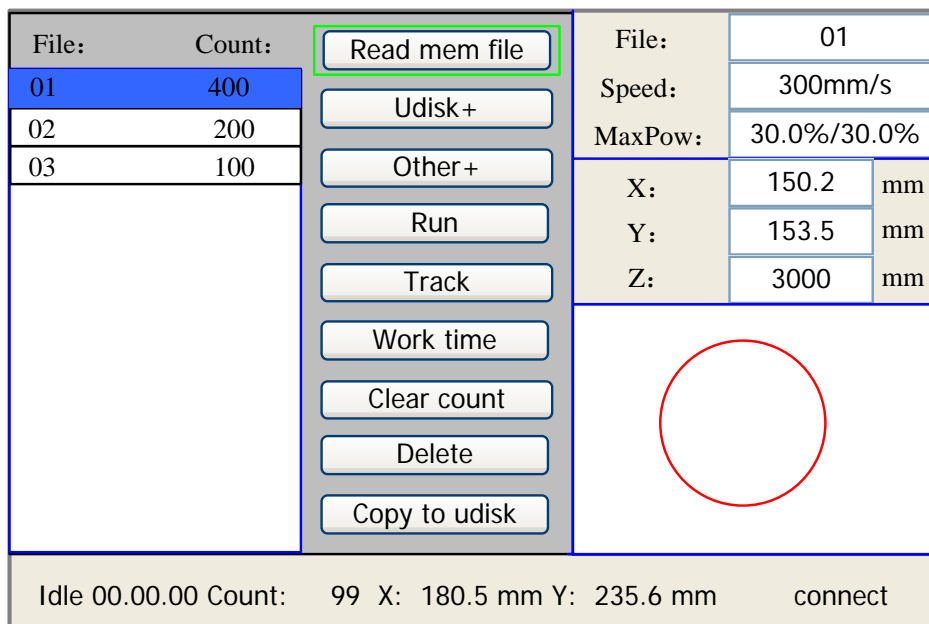 File: Count:
01 400
02 200
03 100
Read mem file
Udisk+
Other+
Run
Track
Work time
Clear count
Delete
Copy to udisk
File: 01
Speed: 300mm/s
MaxPow: 30.0%/30.0%
X: 150.2 mm
Y: 153.5 mm
Z: 3000 mm
Idle 00.00.00 Count: 99 X: 180.5 mm Y: 235.6 mm connect